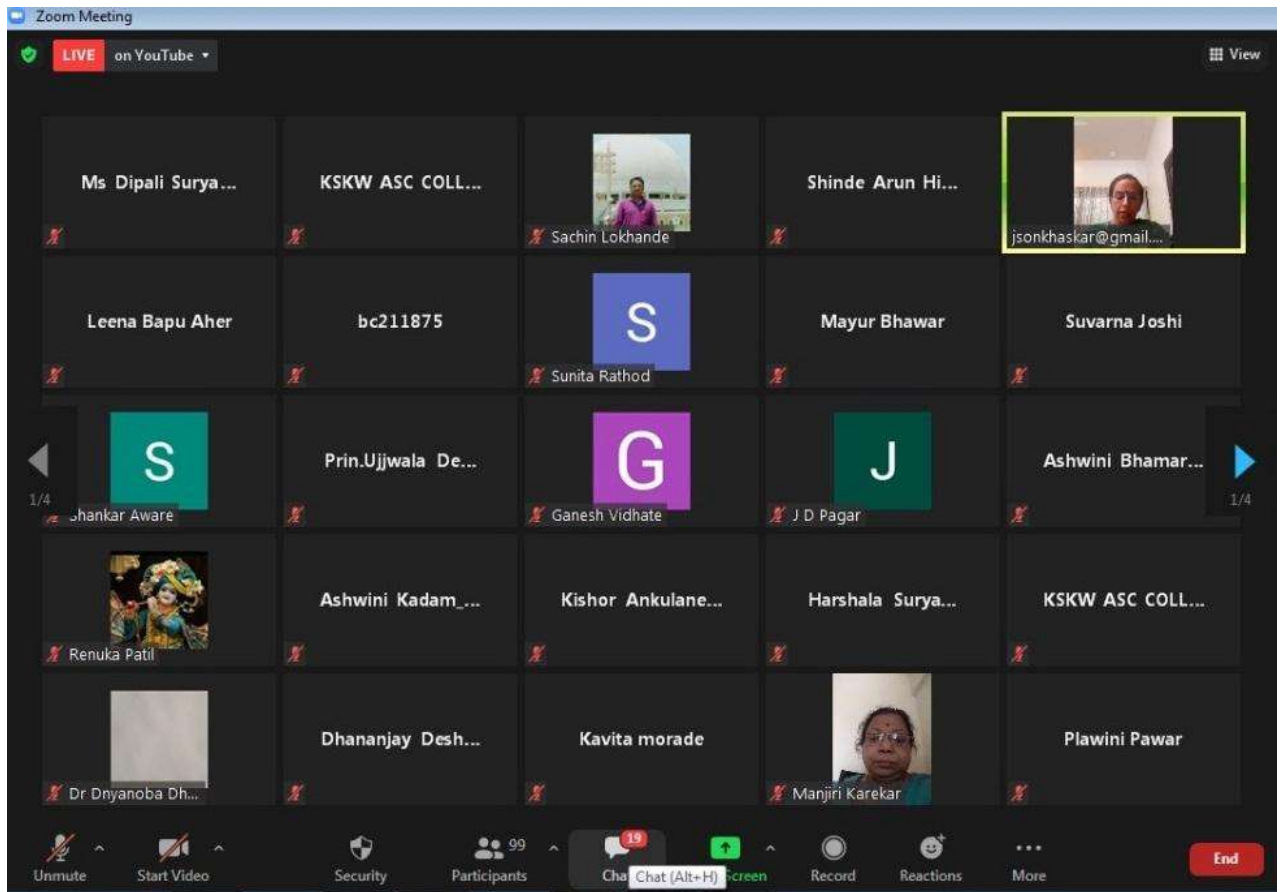 Zoom Meeting
LIVE on YouTube
View
Ms Dipali Surya...
KSKW ASC COLL...
Sachin Lokhande
Shinde Arun Hi...
jsonkhaskar@gmail....
Leena Bapu Aher
bc211875
S
Sunita Rathod
Mayur Bhawar
Suvarna Joshi
S
Shankar Aware
Prin.Ujjwala De...
G
Ganesh Vidhate
J
J D Pagar
Ashwini Bhamar...
1/4
1/4
Renuka Patil
Ashwini Kadam_...
Kishor Ankulane...
Harshala Surya...
KSKW ASC COLL...
Dr Dnyanoba Dh...
Dhananjay Desh...
Kavita morade
Manjiri Karekar
Plawini Pawar
Unmute
Start Video
Security
99
Participants
19
Cha
Chat (Alt+H)
Screen
Record
Reactions
More
End